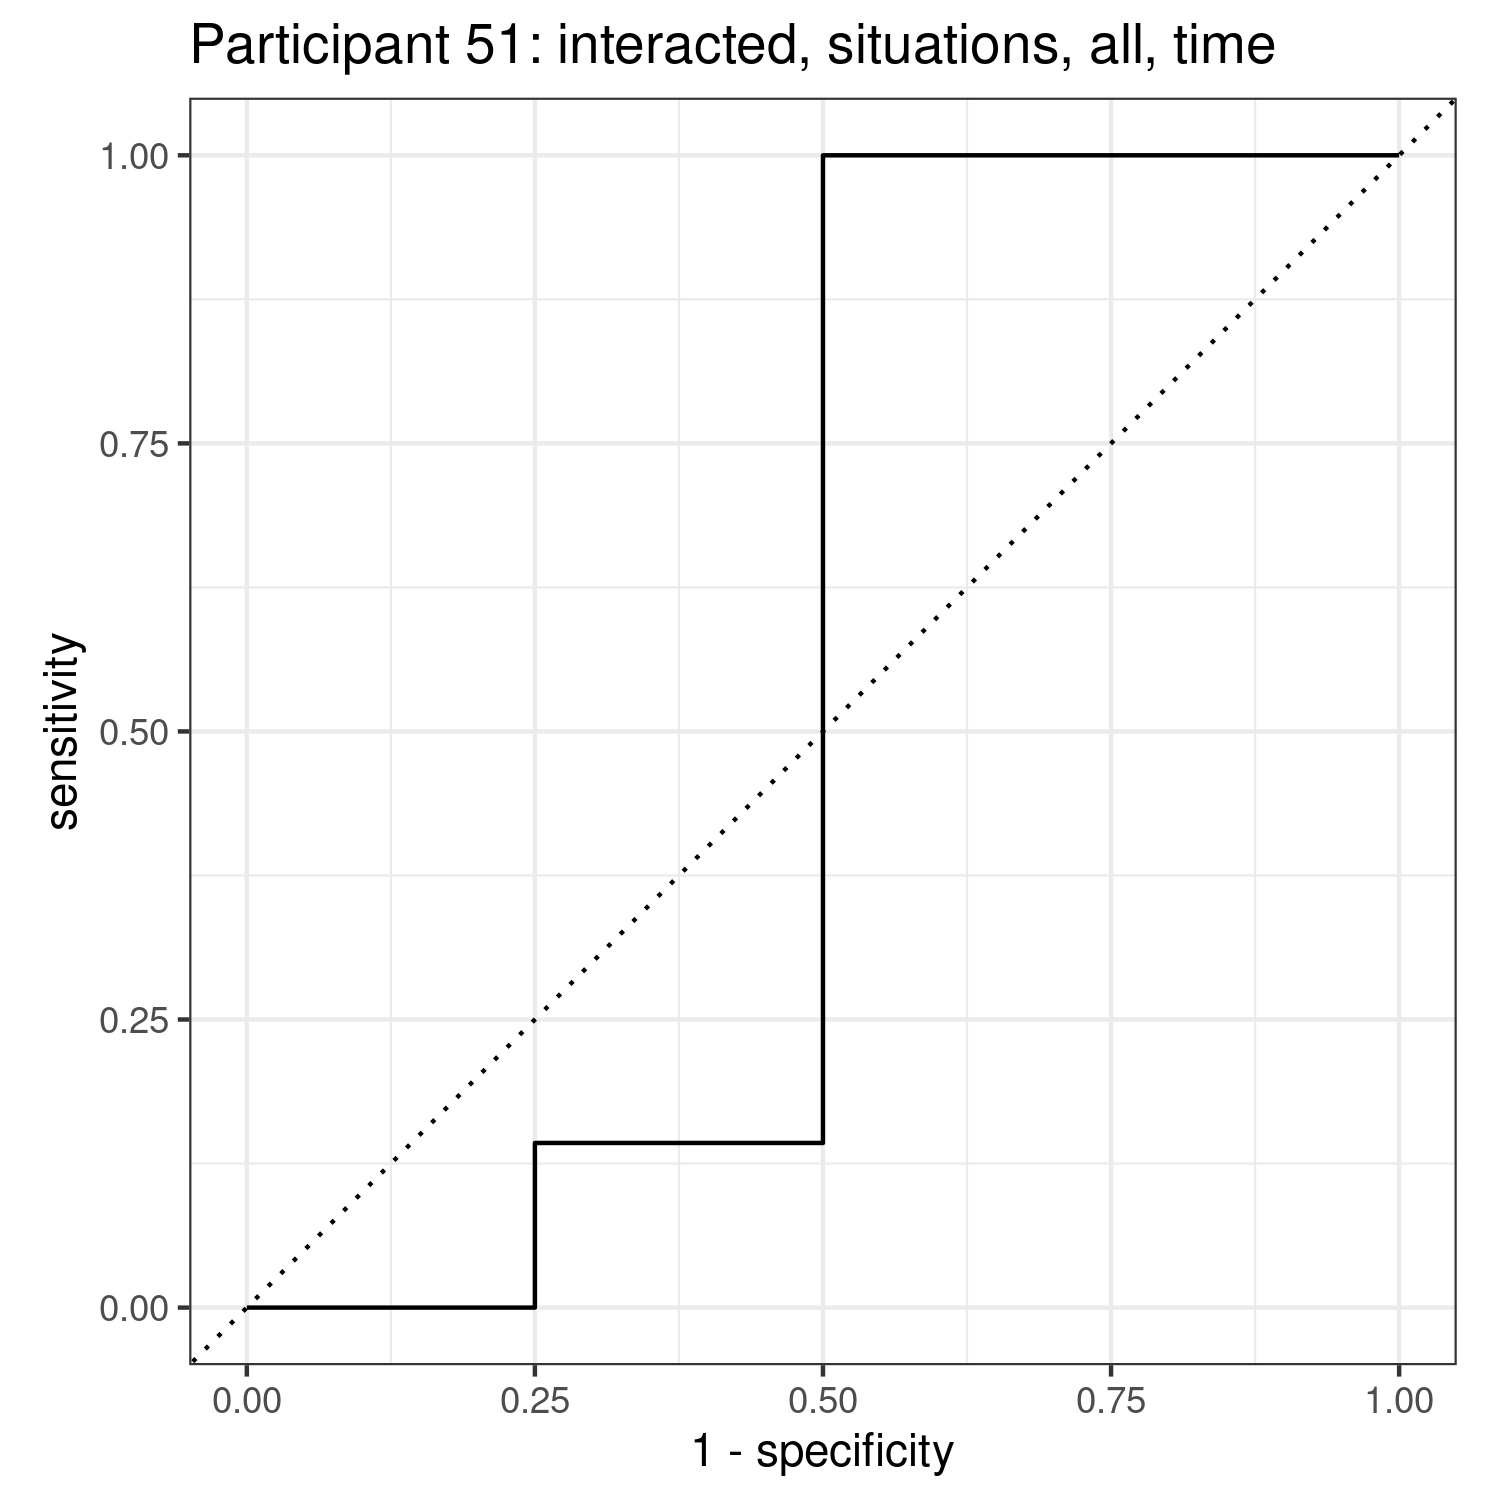 Participant 51: interacted, situations, all, time
1.00
0.75
0.50
0.25
0.00
sensitivity
0.00 0.25 0.50 0.75 1.00
1 - specificity